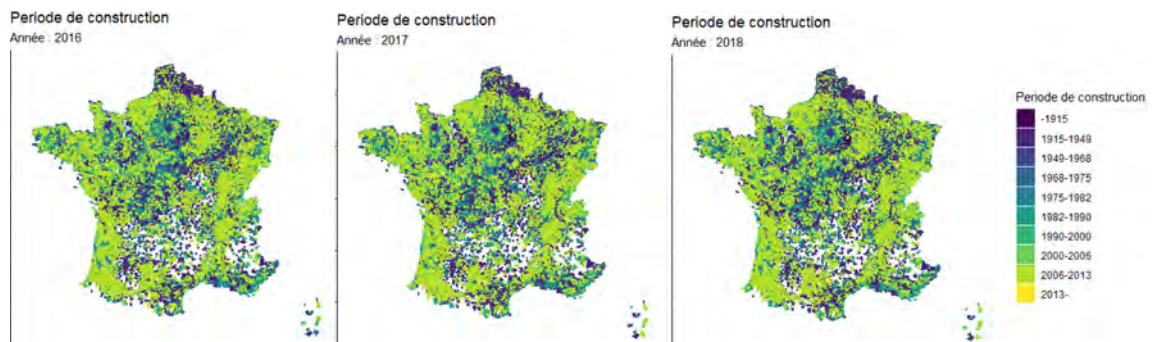 Periode de construction
Année : 2016
Periode de construction
Année : 2017
Periode de construction
Année : 2018
Periode de construction
-1915
1915-1949
1949-1968
1968-1975
1975-1982
1982-1990
1990-2000
2000-2006
2006-2013
2013-